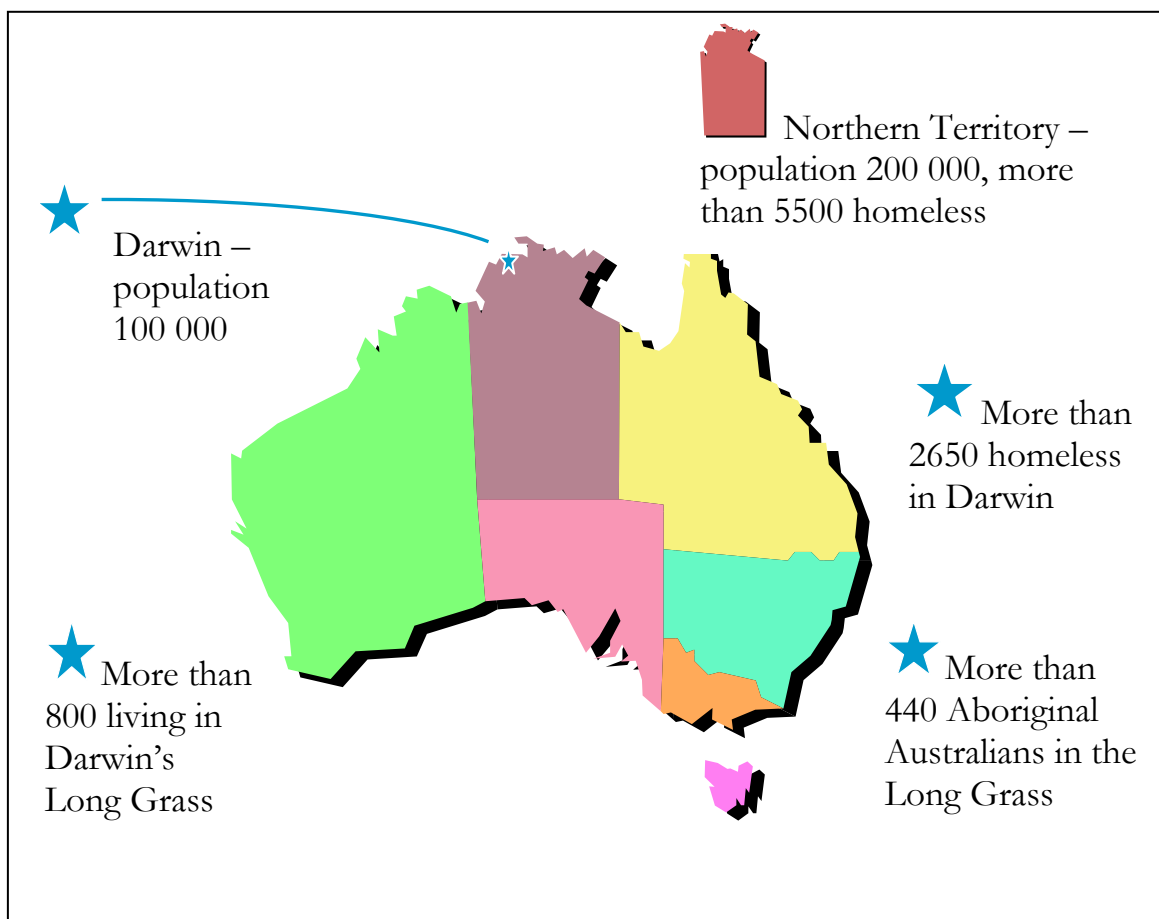 Northern Territory –
population 200 000, more
than 5500 homeless
Darwin –
population
100 000
More than
2650 homeless
in Darwin
More than
800 living in
Darwin’s
Long Grass
More than
440 Aboriginal
Australians in the
Long Grass